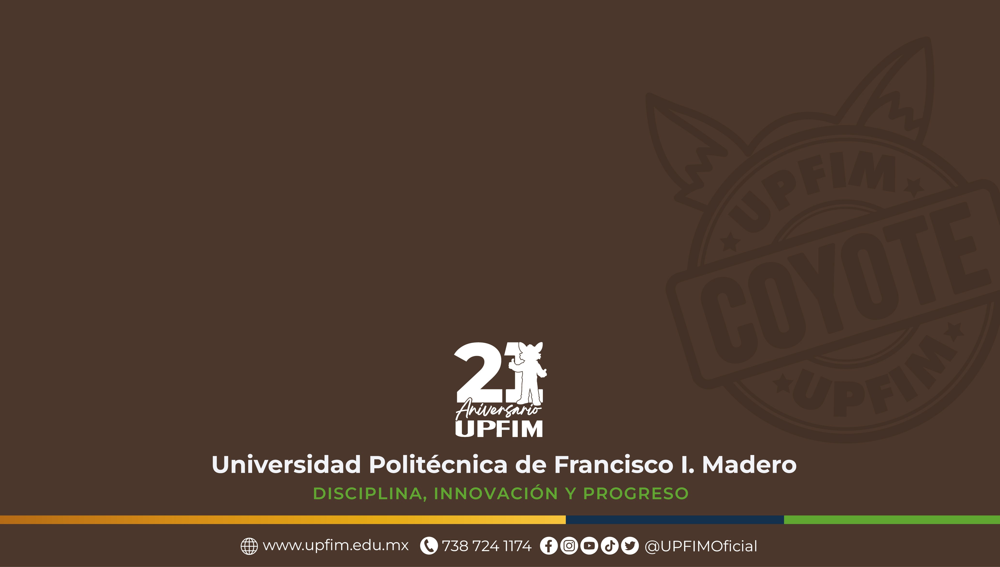 UPFIM
COYOTE
UPFIM
21
Aniversario
UPFIM
Universidad Politécnica de Francisco I. Madero
DISCIPLINA, INNOVACIÓN Y PROGRESO
www.upfim.edu.mx 738 724 1174 @UPFIMOficial